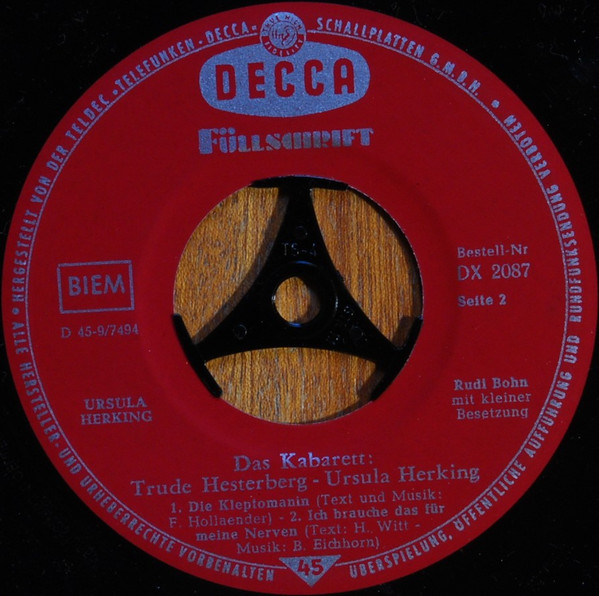 • HERGESTELLT VON DER TELDEC • TELEFUNKEN • DECCA • SCHALLPLATTEN G.M.B.H. •
DECCA
FÜLLSCHRIFT
BIEM
D 45-9/7494
Bestell-Nr
DX 2087
Seite 2
TS-4
URSULA
HERKING
Rudi Bohn
mit kleiner
Besetzung
Das Kabarett:
Trude Hesterberg - Ursula Herking
1. Die Kleptomanin (Text und Musik:
F. Hollaender) - 2. Ich brauche das für
meine Nerven (Text: H. Witt -
Musik: B. Eichhorn)
45
ALLE HERSTELLER- UND URHEBERRECHTE VORBEHALTEN
ÜBERSPIELUNG, ÖFFENTLICHE AUFFÜHRUNG UND RUNDFUNKSENDUNG VERBOTEN